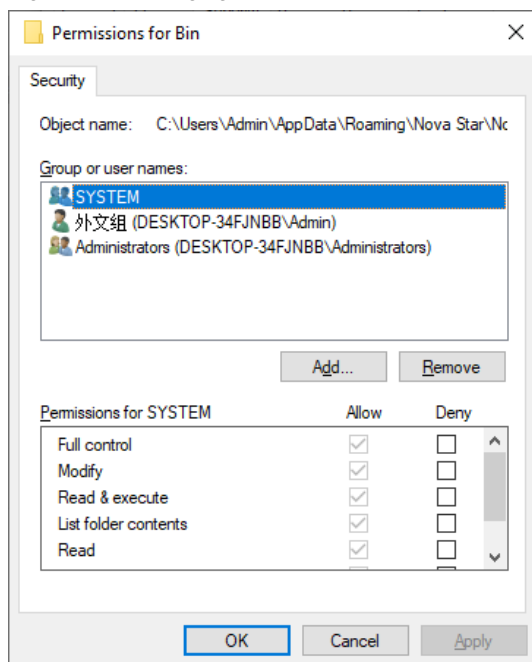 Permissions for Bin
Security
Object name: C:\Users\Admin\AppData\Roaming\Nova Star\Nc
Group or user names:
SYSTEM
外文组 (DESKTOP-34FJNBB\Admin)
Administrators (DESKTOP-34FJNBB\Administrators)
Add... Remove
Permissions for SYSTEM Allow Deny
Full control
Modify
Read & execute
List folder contents
Read
OK Cancel Apply